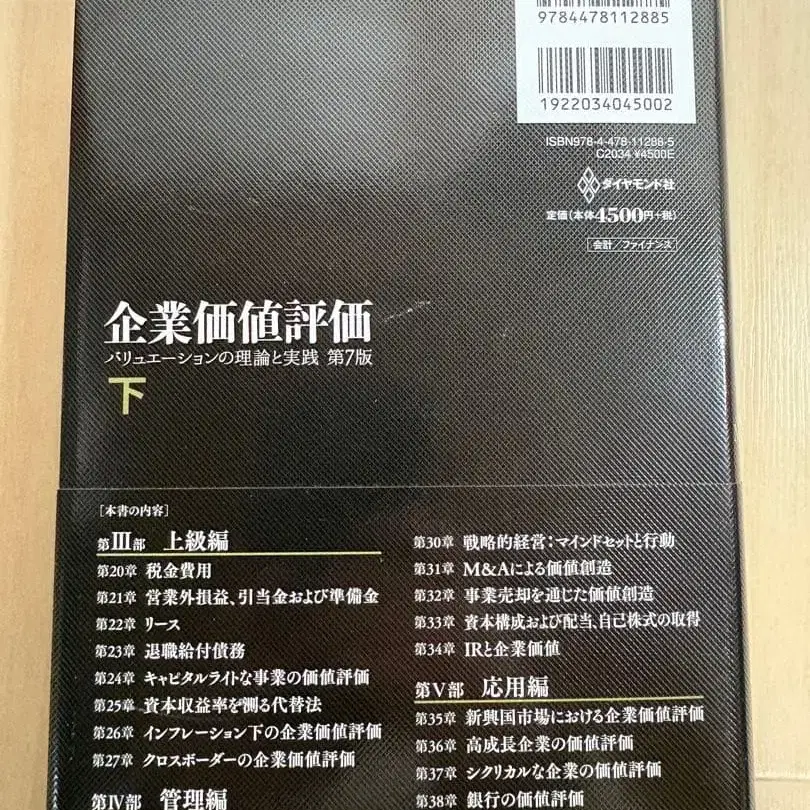 9784478112885
1922034045002
ISBN978-4-478-11288-5
C2034 ¥4500E
ダイヤモンド社
定価(本体4500円+税)
会計／ファイナンス
企業価値評価
バリュエーションの理論と実践 第7版
下
[本書の内容]
第Ⅲ部 上級編
第20章 税金費用
第21章 営業外損益、引当金および準備金
第22章 リース
第23章 退職給付債務
第24章 キャピタルライトな事業の価値評価
第25章 資本収益率を測る代替法
第26章 インフレーション下の企業価値評価
第27章 クロスボーダーの企業価値評価
第Ⅳ部 管理編
第30章 戦略的経営：マインドセットと行動
第31章 M&Aによる価値創造
第32章 事業売却を通じた価値創造
第33章 資本構成および配当、自己株式の取得
第34章 IRと企業価値
第Ⅴ部 応用編
第35章 新興国市場における企業価値評価
第36章 高成長企業の価値評価
第37章 シクリカルな企業の価値評価
第38章 銀行の価値評価